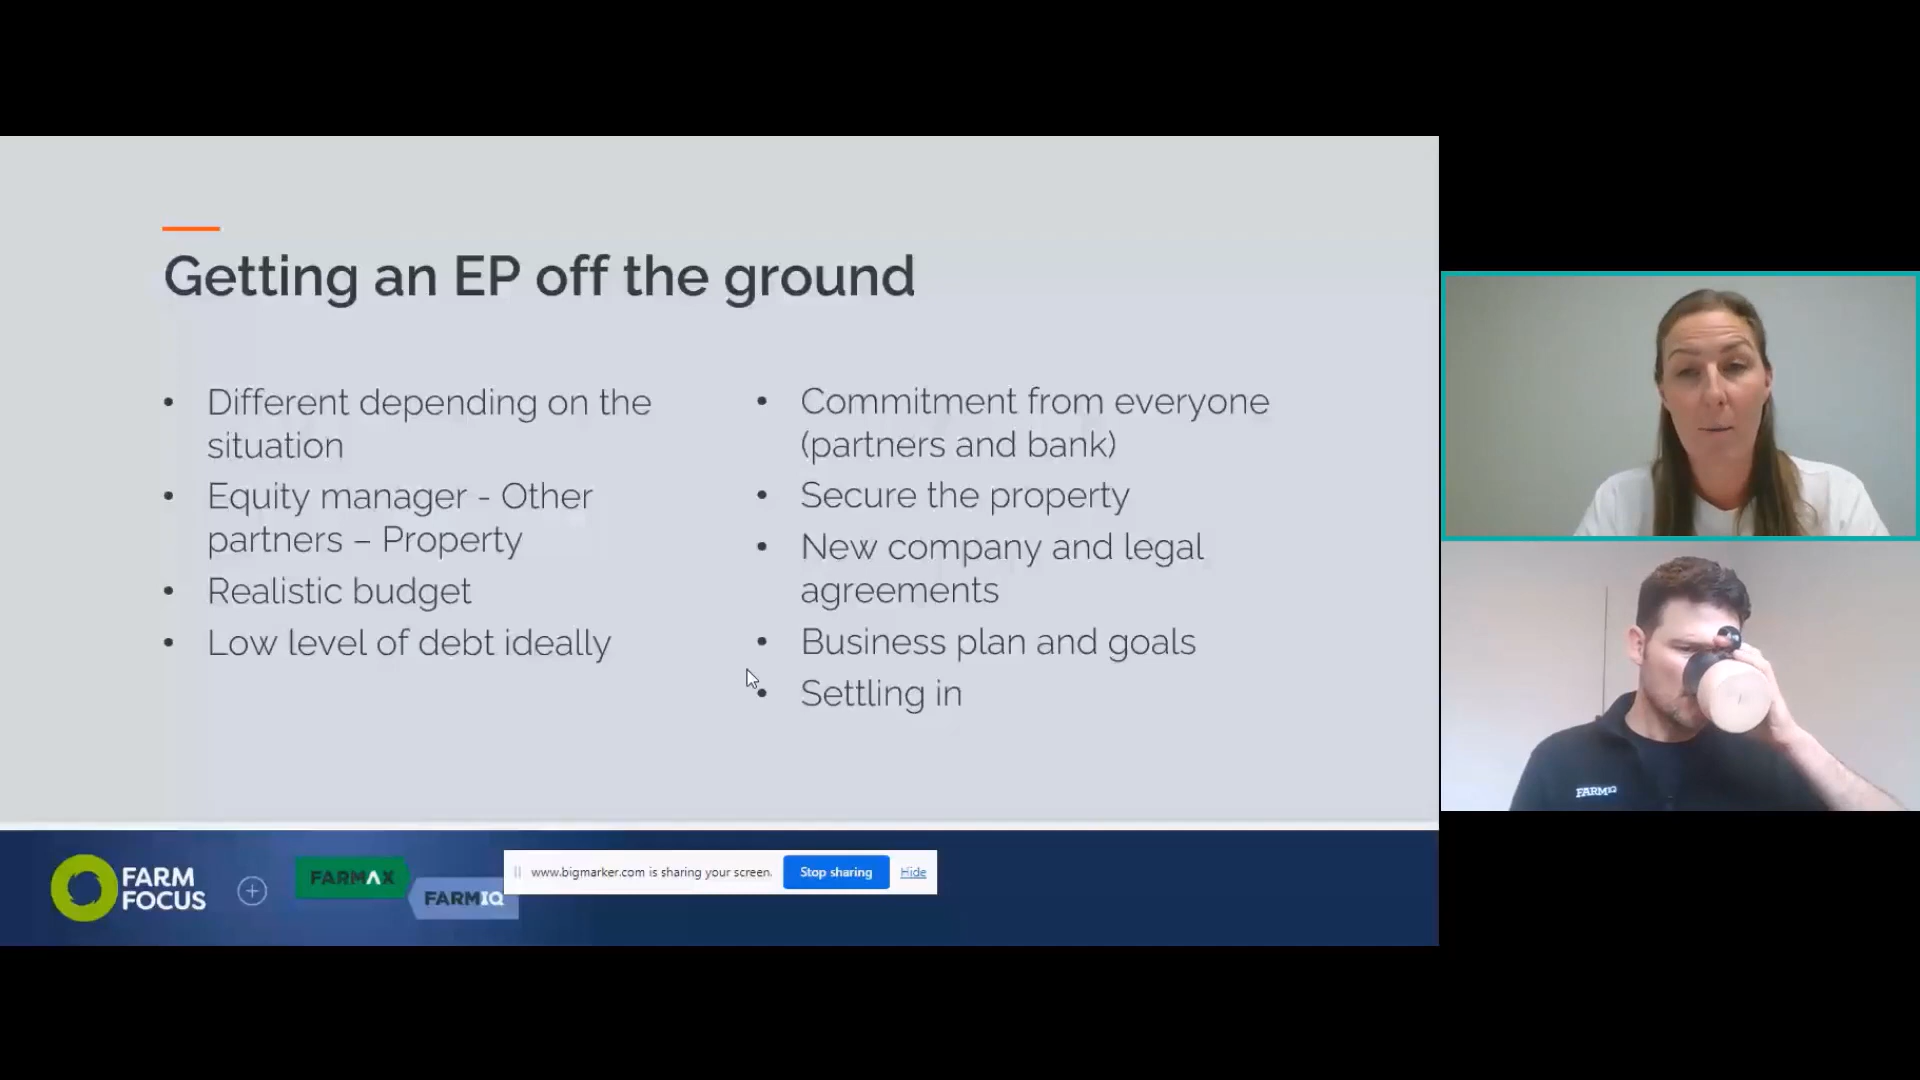 Getting an EP off the ground
• Different depending on the
situation
• Equity manager - Other
partners – Property
• Realistic budget
• Low level of debt ideally
• Commitment from everyone
(partners and bank)
• Secure the property
• New company and legal
agreements
• Business plan and goals
• Settling in
FARM
FOCUS
FARMAX
FARMIQ
www.bigmarker.com is sharing your screen.
Stop sharing
Hide
FARMIQ